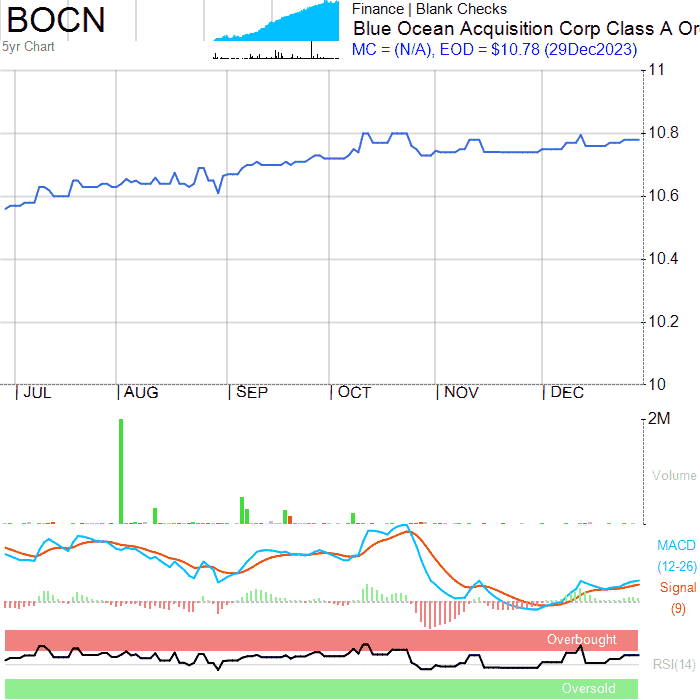 BOCN
5yr Chart
Finance | Blank Checks
Blue Ocean Acquisition Corp Class A Or
MC = (N/A), EOD = $10.78 (29Dec2023)
11
10.8
10.6
10.4
10.2
10
JUL
AUG
SEP
OCT
NOV
DEC
2M
Volume
MACD
(12-26)
Signal
(9)
Overbought
RSI(14)
Oversold